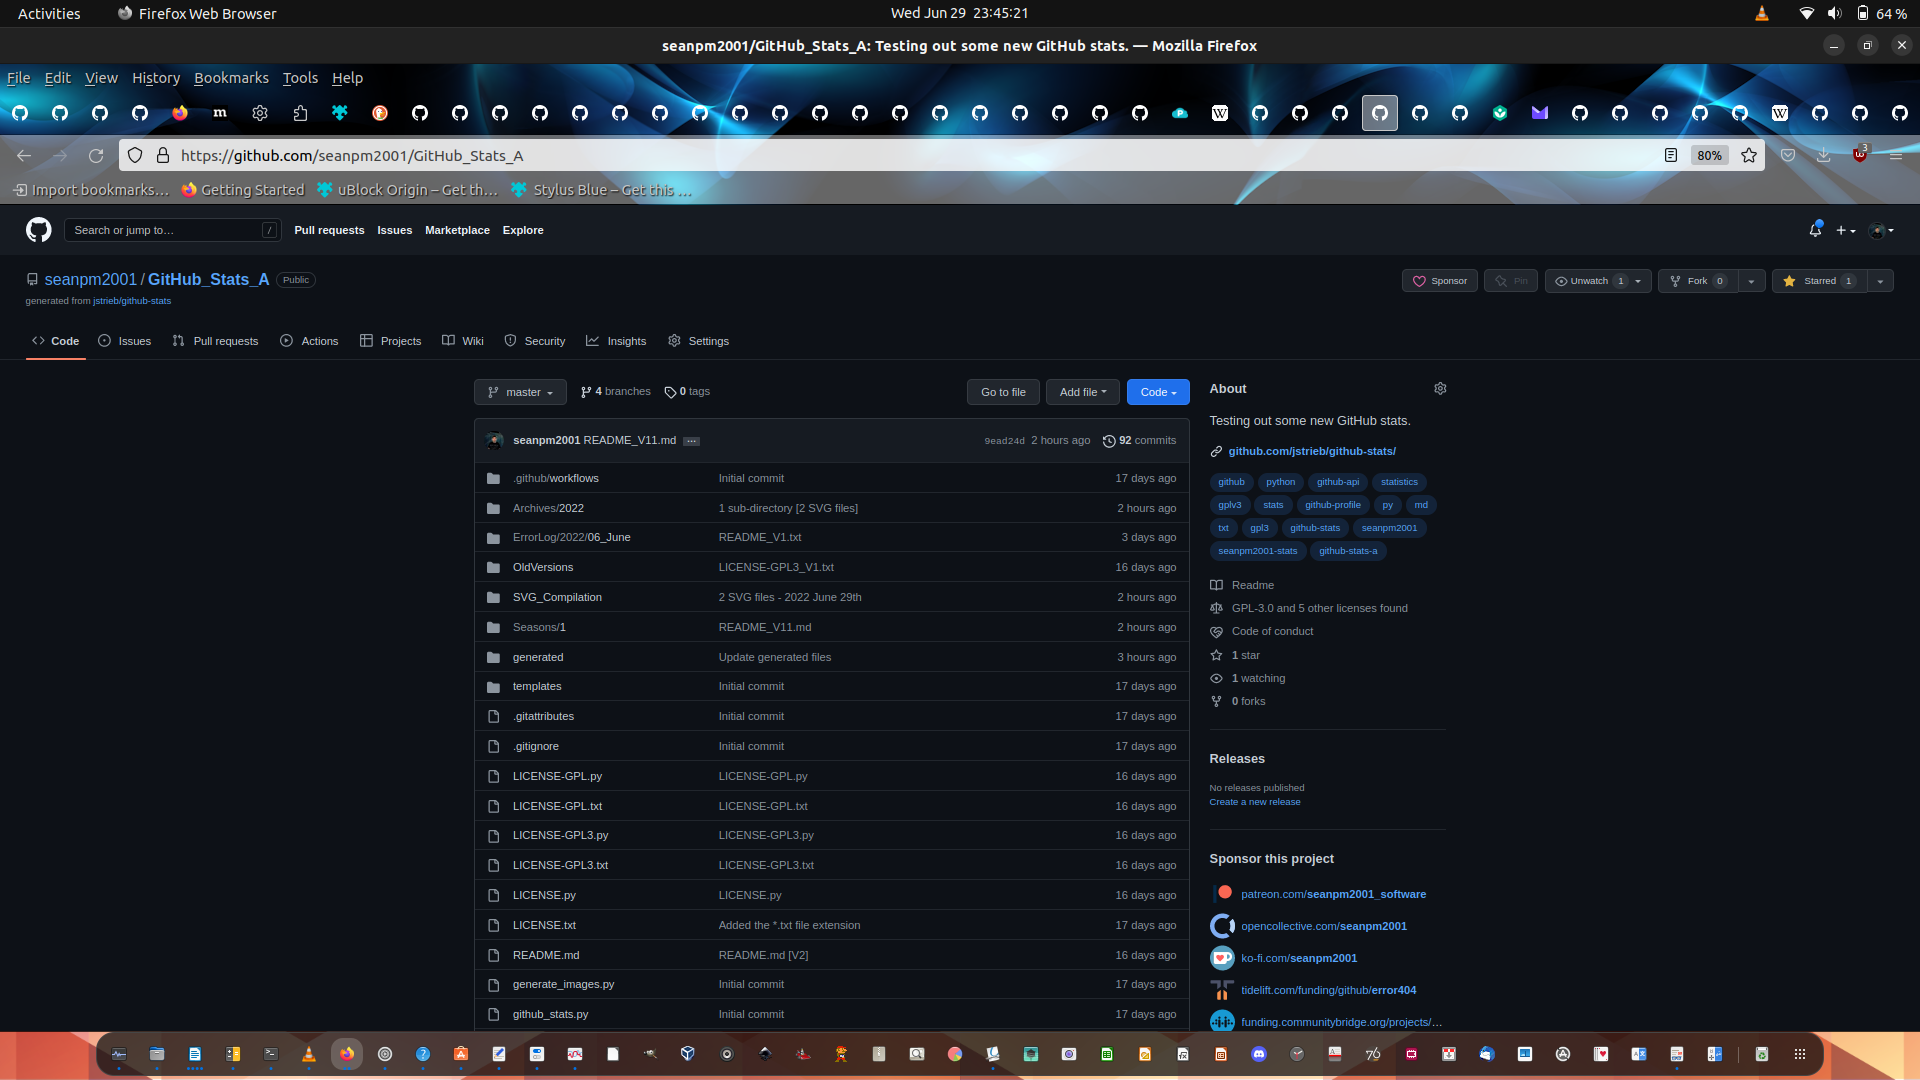 Activities Firefox Web Browser Wed Jun 29 23:45:21 64 %
seanpm2001/GitHub_Stats_A: Testing out some new GitHub stats. — Mozilla Firefox
File Edit View History Bookmarks Tools Help
https://github.com/seanpm2001/GitHub_Stats_A 80% 3
Import bookmarks… Getting Started uBlock Origin – Get th… Stylus Blue – Get this …
Search or jump to… / Pull requests Issues Marketplace Explore
seanpm2001 / GitHub_Stats_A Public Sponsor Pin Unwatch 1 Fork 0 Starred 1
generated from jstrieb/github-stats
Code Issues Pull requests Actions Projects Wiki Security Insights Settings
master 4 branches 0 tags Go to file Add file Code
seanpm2001 README_V11.md ... 9ead24d 2 hours ago 92 commits
.github/workflows Initial commit 17 days ago
Archives/2022 1 sub-directory [2 SVG files] 2 hours ago
ErrorLog/2022/06_June README_V1.txt 3 days ago
OldVersions LICENSE-GPL3_V1.txt 16 days ago
SVG_Compilation 2 SVG files - 2022 June 29th 2 hours ago
Seasons/1 README_V11.md 2 hours ago
generated Update generated files 3 hours ago
templates Initial commit 17 days ago
.gitattributes Initial commit 17 days ago
.gitignore Initial commit 17 days ago
LICENSE-GPL.py LICENSE-GPL.py 16 days ago
LICENSE-GPL.txt LICENSE-GPL.txt 16 days ago
LICENSE-GPL3.py LICENSE-GPL3.py 16 days ago
LICENSE-GPL3.txt LICENSE-GPL3.txt 16 days ago
LICENSE.py LICENSE.py 16 days ago
LICENSE.txt Added the *.txt file extension 17 days ago
README.md README.md [V2] 16 days ago
generate_images.py Initial commit 17 days ago
github_stats.py Initial commit 17 days ago
About
Testing out some new GitHub stats.
github.com/jstrieb/github-stats/
github python github-api statistics
gplv3 stats github-profile py md
txt gpl3 github-stats seanpm2001
seanpm2001-stats github-stats-a
Readme
GPL-3.0 and 5 other licenses found
Code of conduct
1 star
1 watching
0 forks
Releases
No releases published
Create a new release
Sponsor this project
patreon.com/seanpm2001_software
opencollective.com/seanpm2001
ko-fi.com/seanpm2001
tidelift.com/funding/github/error404
funding.communitybridge.org/projects/…